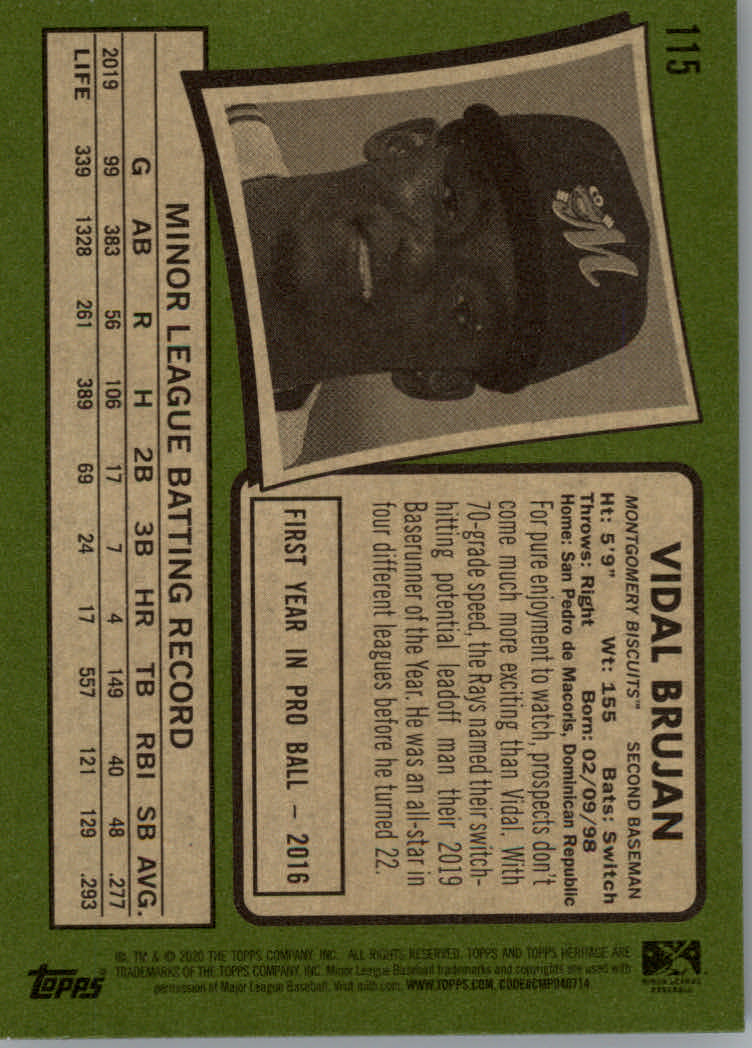 115
VIDAL BRUJAN
MONTGOMERY BISCUITS™ SECOND BASEMAN
Ht: 5'9" Wt: 155 Bats: Switch
Throws: Right Born: 02/09/98
Home: San Pedro de Macoris, Dominican Republic
For pure enjoyment to watch, prospects don't
come much more exciting than Vidal. With
70-grade speed, the Rays named their switch-
hitting potential leadoff man their 2019
Baserunner of the Year. He was an all-star in
four different leagues before he turned 22.
FIRST YEAR IN PRO BALL – 2016
M
MINOR LEAGUE BATTING RECORD
G AB R H 2B 3B HR TB RBI SB AVG.
2019 99 383 56 106 17 7 4 149 40 48 .277
LIFE 339 1328 261 389 69 24 17 557 121 129 .293
®, TM, & © 2020 THE TOPPS COMPANY, INC. ALL RIGHTS RESERVED. TOPPS AND TOPPS HERITAGE ARE
TRADEMARKS OF THE TOPPS COMPANY, INC. Minor League Baseball trademarks and copyrights are used with
permission of Major League Baseball. Visit milb.com. WWW.TOPPS.COM, CODE#CMP040714
topps®
MINOR LEAGUE
BASEBALL